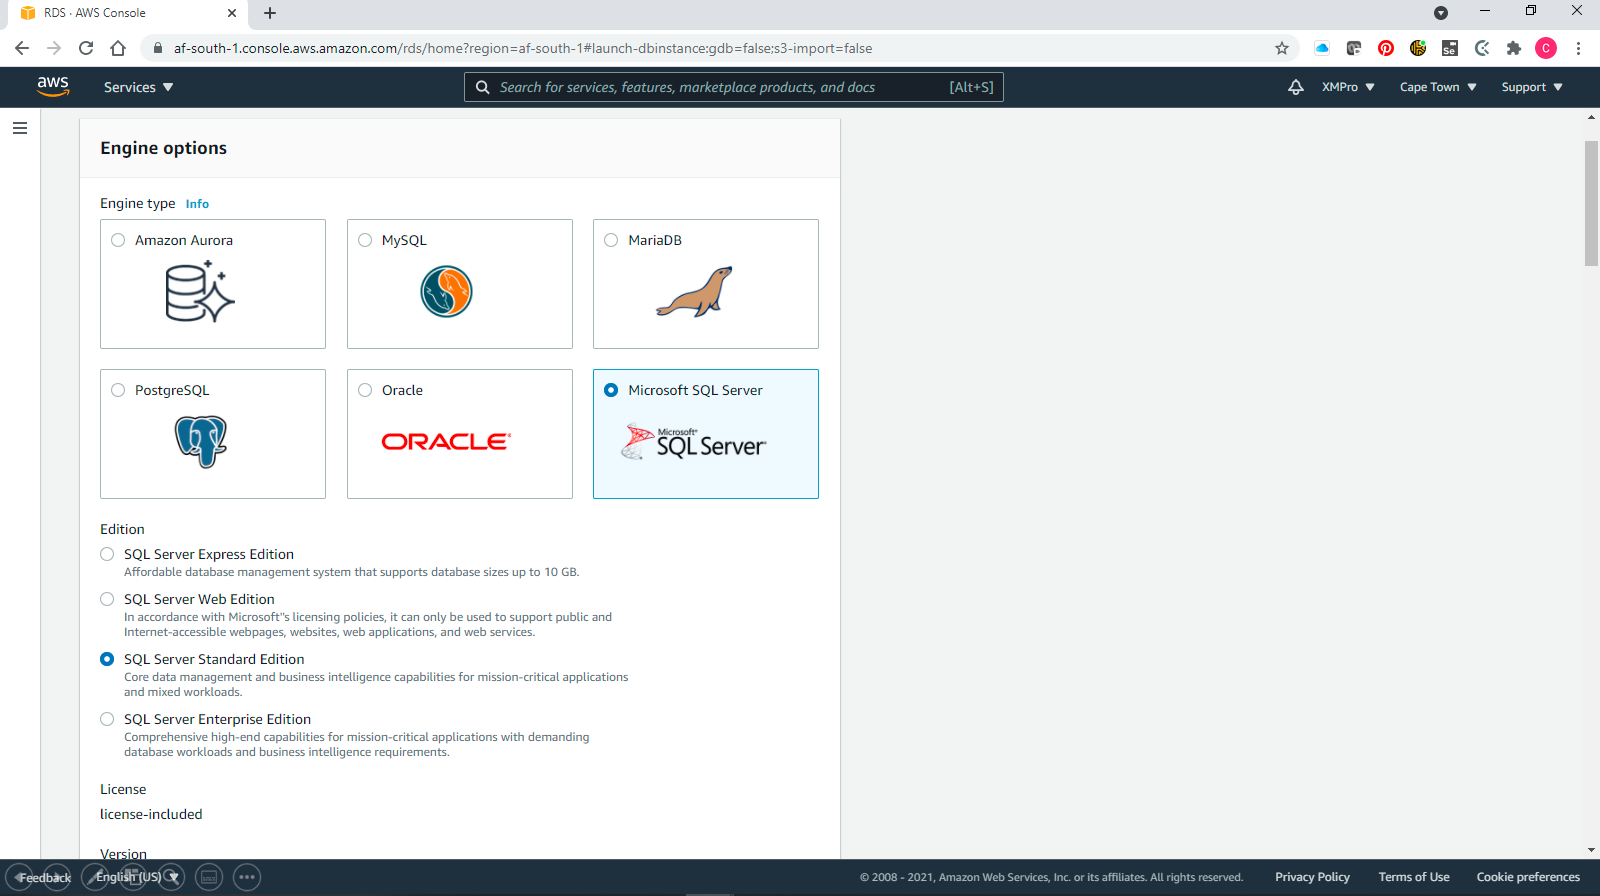 RDS · AWS Console
af-south-1.console.aws.amazon.com/rds/home?region=af-south-1#launch-dbinstance:gdb=false;s3-import=false
Se
C
aws
Services
Search for services, features, marketplace products, and docs
[Alt+S]
XMPro
Cape Town
Support
Engine options
Engine type Info
Amazon Aurora
MySQL
MariaDB
PostgreSQL
Oracle
Microsoft SQL Server
ORACLE®
Microsoft®
SQL Server®
Edition
SQL Server Express Edition
Affordable database management system that supports database sizes up to 10 GB.
SQL Server Web Edition
In accordance with Microsoft"s licensing policies, it can only be used to support public and
Internet-accessible webpages, websites, web applications, and web services.
SQL Server Standard Edition
Core data management and business intelligence capabilities for mission-critical applications
and mixed workloads.
SQL Server Enterprise Edition
Comprehensive high-end capabilities for mission-critical applications with demanding
database workloads and business intelligence requirements.
License
license-included
Version
Feedback
English (US)
© 2008 - 2021, Amazon Web Services, Inc. or its affiliates. All rights reserved.
Privacy Policy
Terms of Use
Cookie preferences